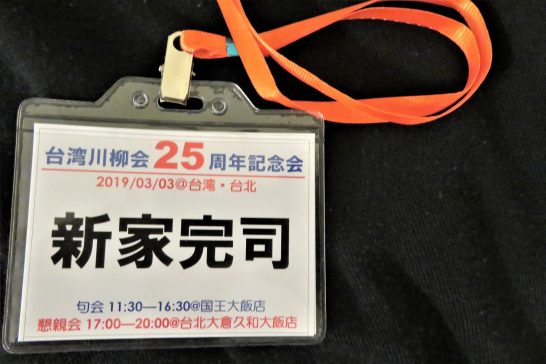 台湾川柳会25周年記念会
2019/03/03@台湾・台北
新家完司
句会 11:30—16:30@国王大飯店
懇親会 17:00—20:00@台北大倉久和大飯店